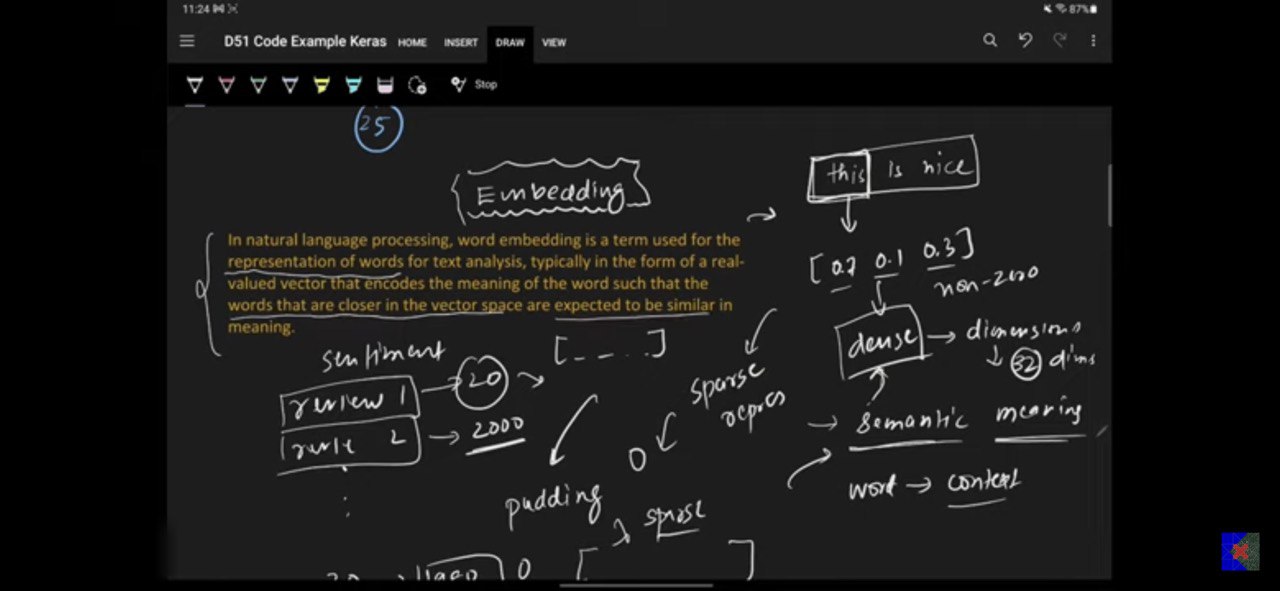 11:24
87%
D51 Code Example Keras HOME INSERT DRAW VIEW
Stop
25
Embedding
this is nice
In natural language processing, word embedding is a term used for the
representation of words for text analysis, typically in the form of a real-
valued vector that encodes the meaning of the word such that the
words that are closer in the vector space are expected to be similar in
meaning.
[0.7 0.1 0.3]
non-zero
dense → dimensions
↓ 32 dims
sentiment
[_ _ . . . .]
review 1 → 20 →
2 → 2000
sparse
repres
0
→ semantic meaning
word → context
pudding
sparse
[ ]
0